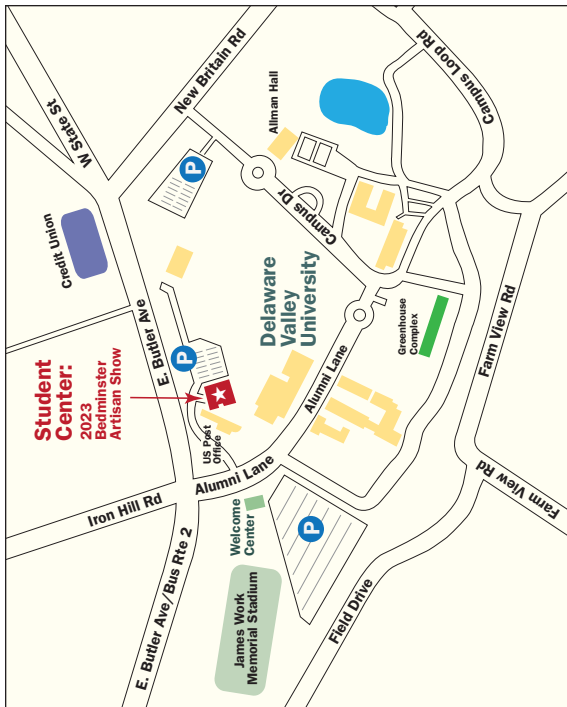 Student
Center:
2023
Bedminster
Artisan Show
Delaware
Valley
University
W State St
New Britain Rd
Credit Union
E. Butler Ave
P
P
P
Allman Hall
Campus Loop Rd
Campus Dr
US Post
Office
Alumni Lane
Alumni Lane
Greenhouse
Complex
Farm View Rd
Farm View Rd
Iron Hill Rd
Welcome
Center
E. Butler Ave/Bus Rte 2
James Work
Memorial Stadium
Field Drive